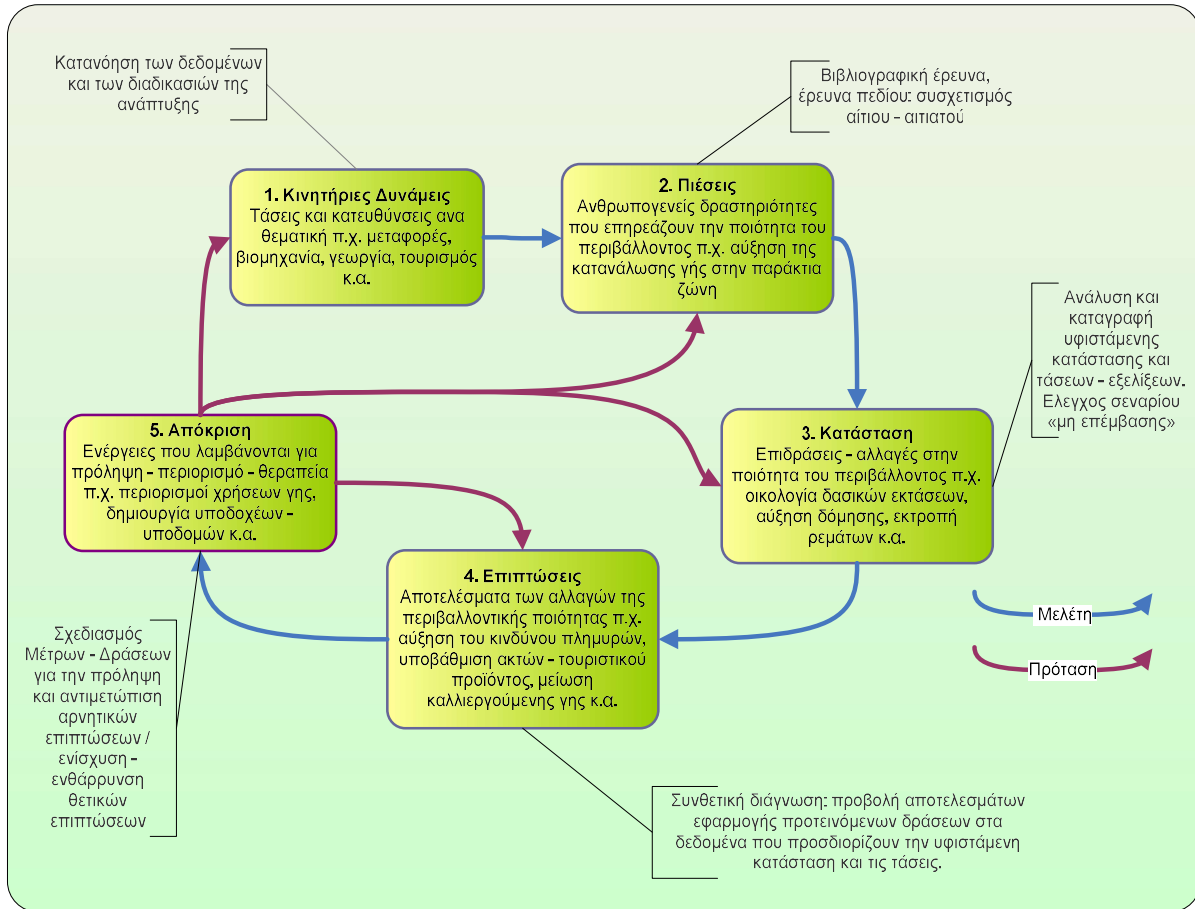 Κατανόηση των δεδομένων
και των διαδικασιών της
ανάπτυξης
Βιβλιογραφική έρευνα,
έρευνα πεδίου: συσχετισμός
αίτιου - αιτιατού
1. Κινητήριες Δυνάμεις
Τάσεις και κατευθύνσεις ανα
θεματική π.χ. μεταφορές,
βιομηχανία, γεωργία, τουρισμός
κ.α.
2. Πιέσεις
Ανθρωπογενείς δραστηριότητες
που επηρεάζουν την ποιότητα του
περιβάλλοντος π.χ. αύξηση της
κατανάλωσης γής στην παράκτια
ζώνη
Ανάλυση και
καταγραφή
υφιστάμενης
κατάστασης και
τάσεων - εξελίξεων.
Ελεγχος σεναρίου
«μη επέμβασης»
3. Κατάσταση
Επιδράσεις - αλλαγές στην
ποιότητα του περιβάλλοντος π.χ.
οικολογία δασικών εκτάσεων,
αύξηση δόμησης, εκτροπή
ρεμάτων κ.α.
5. Απόκριση
Ενέργειες που λαμβάνονται για
πρόληψη - περιορισμό - θεραπεία
π.χ. περιορισμοί χρήσεων γης,
δημιουργία υποδοχέων -
υποδομών κ.α.
4. Επιπτώσεις
Αποτελέσματα των αλλαγών της
περιβαλλοντικής ποιότητας π.χ.
αύξηση του κινδύνου πλημυρών,
υποβάθμιση ακτών - τουριστικού
προϊόντος, μείωση
καλλιεργούμενης γης κ.α.
Μελέτη
Πρόταση
Σχεδιασμός
Μέτρων - Δράσεων
για την πρόληψη
και αντιμετώπιση
αρνητικών
επιπτώσεων /
ενίσχυση -
ενθάρρυνση
θετικών
επιπτώσεων
Συνθετική διάγνωση: προβολή αποτελεσμάτων
εφαρμογής προτεινόμενων δράσεων στα
δεδομένα που προσδιορίζουν την υφιστάμενη
κατάσταση και τις τάσεις.